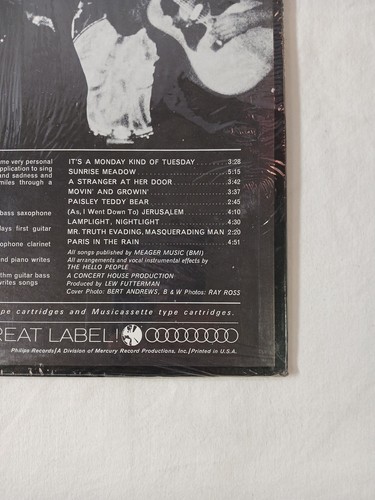 me very personal
pplication to sing
and sadness and
miles through a
bass saxophone
lays first guitar
ophone clarinet
nd piano writes
thm guitar bass
writes songs
IT'S A MONDAY KIND OF TUESDAY ........ 3:28
SUNRISE MEADOW ........ 5:15
A STRANGER AT HER DOOR ........ 3:42
MOVIN' AND GROWIN' ........ 3:37
PAISLEY TEDDY BEAR ........ 2:45
(As, I Went Down To) JERUSALEM ........ 4:10
LAMPLIGHT, NIGHTLIGHT ........ 4:30
MR. TRUTH EVADING, MASQUERADING MAN 2:20
PARIS IN THE RAIN ........ 4:51
All songs published by MEAGER MUSIC (BMI)
All arrangements and vocal instrumental effects by
THE HELLO PEOPLE
A CONCERT HOUSE PRODUCTION
Produced by LEW FUTTERMAN
Cover Photo: BERT ANDREWS, B & W Photos: RAY ROSS
pe cartridges and Musicassette type cartridges.
REAT LABEL!
Philips Records/A Division of Mercury Record Productions, Inc./Printed in U.S.A.